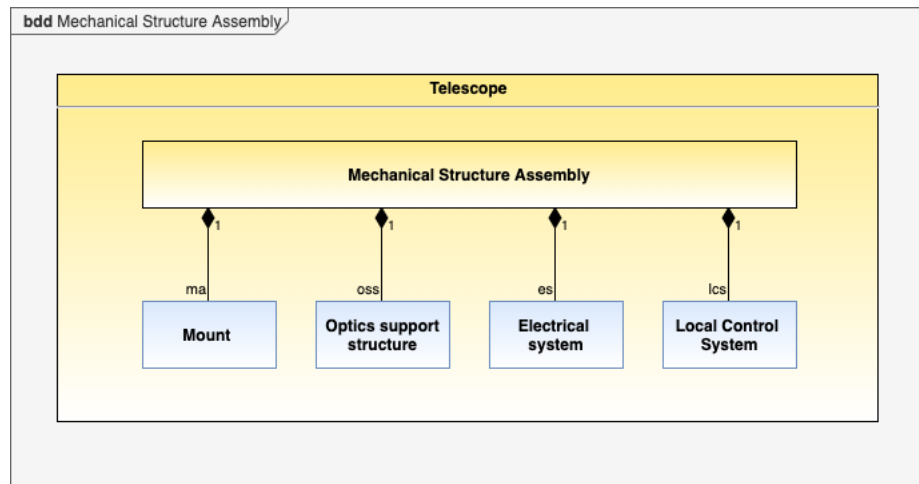 bdd Mechanical Structure Assembly
Telescope
Mechanical Structure Assembly
1 1 1 1
ma oss es lcs
Mount
Optics support
structure
Electrical
system
Local Control
System